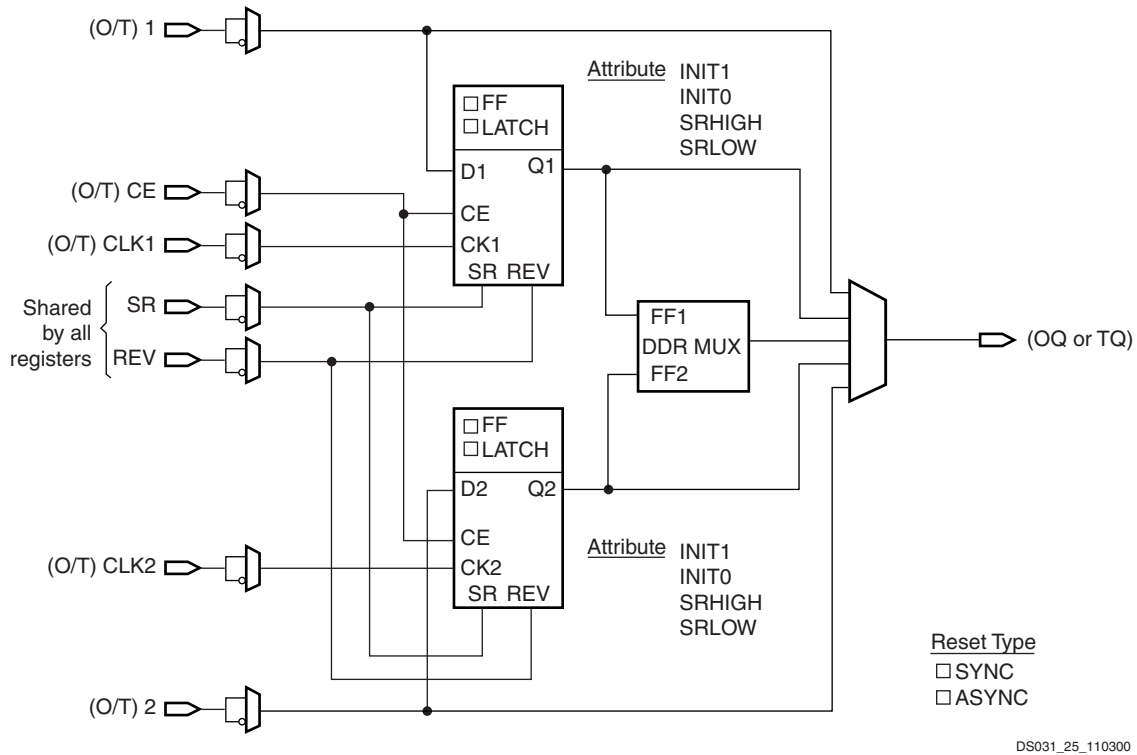 (O/T) 1
Attribute INIT1
INIT0
SRHIGH
SRLOW
FF
LATCH
D1 Q1
(O/T) CE
CE
(O/T) CLK1
CK1
SR REV
Shared
by all
registers
SR
REV
FF1
DDR MUX
FF2
(OQ or TQ)
FF
LATCH
D2 Q2
CE
(O/T) CLK2
CK2
SR REV
Attribute INIT1
INIT0
SRHIGH
SRLOW
Reset Type
SYNC
ASYNC
(O/T) 2
DS031_25_110300